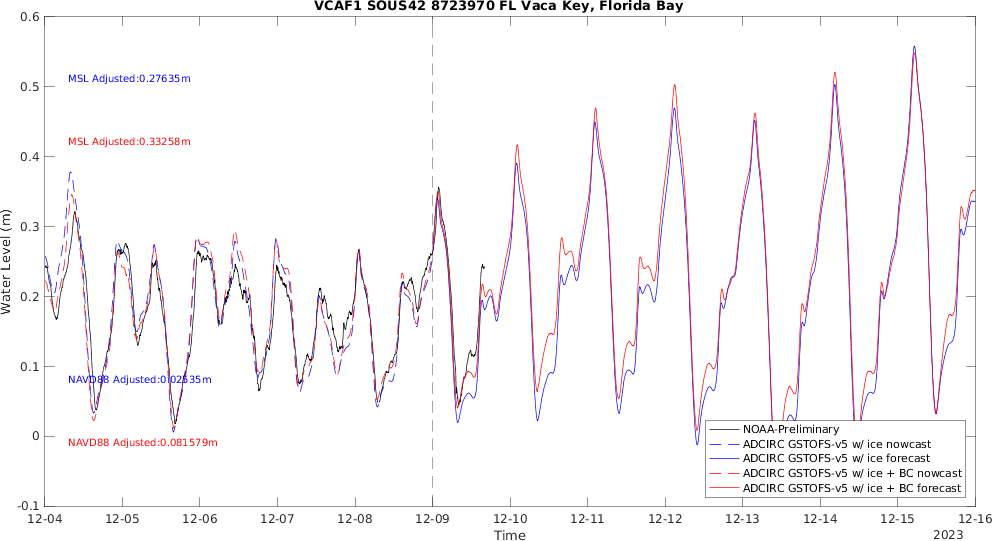 VCAF1 SOUS42 8723970 FL Vaca Key, Florida Bay
0.6
0.5
0.4
0.3
0.2
0.1
0
-0.1
Water Level (m)
MSL Adjusted:0.27635m
MSL Adjusted:0.33258m
NAVD88 Adjusted:0.02535m
NAVD88 Adjusted:0.081579m
NOAA-Preliminary
ADCIRC GSTOFS-v5 w/ ice nowcast
ADCIRC GSTOFS-v5 w/ ice forecast
ADCIRC GSTOFS-v5 w/ ice + BC nowcast
ADCIRC GSTOFS-v5 w/ ice + BC forecast
12-04 12-05 12-06 12-07 12-08 12-09 12-10 12-11 12-12 12-13 12-14 12-15 12-16
Time
2023